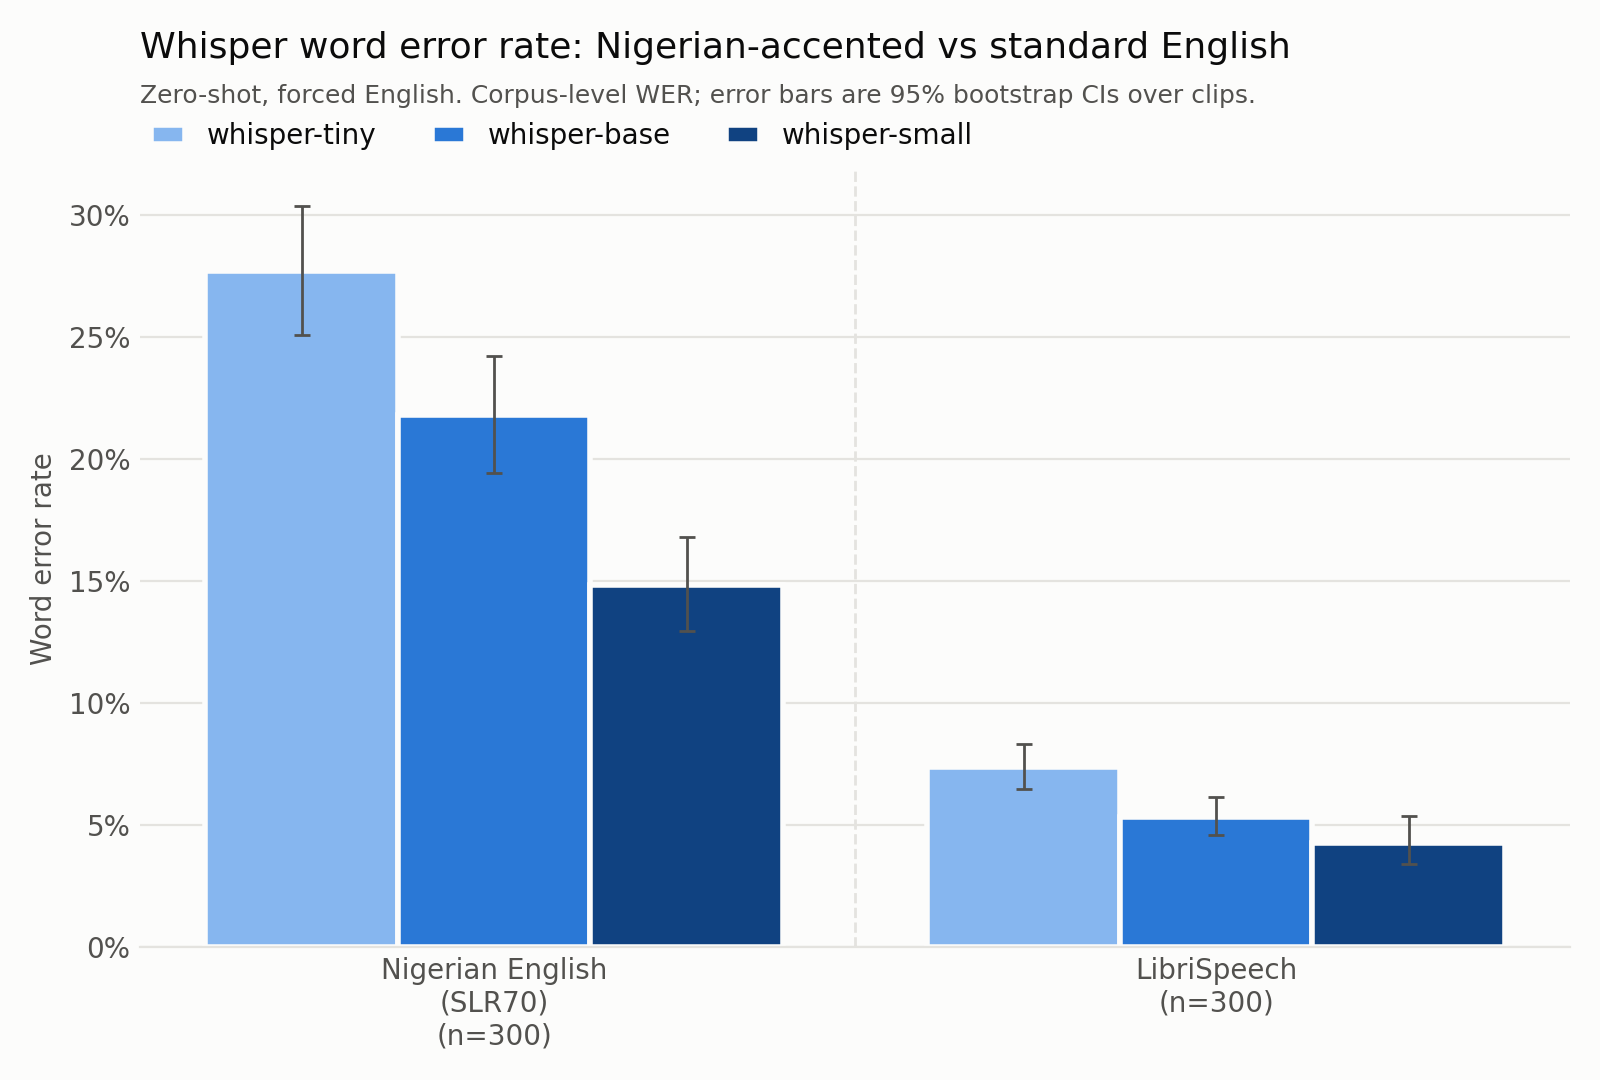 Whisper word error rate: Nigerian-accented vs standard English
Zero-shot, forced English. Corpus-level WER; error bars are 95% bootstrap CIs over clips.
whisper-tiny whisper-base whisper-small
Word error rate
30%
25%
20%
15%
10%
5%
0%
Nigerian English
(SLR70)
(n=300)
LibriSpeech
(n=300)